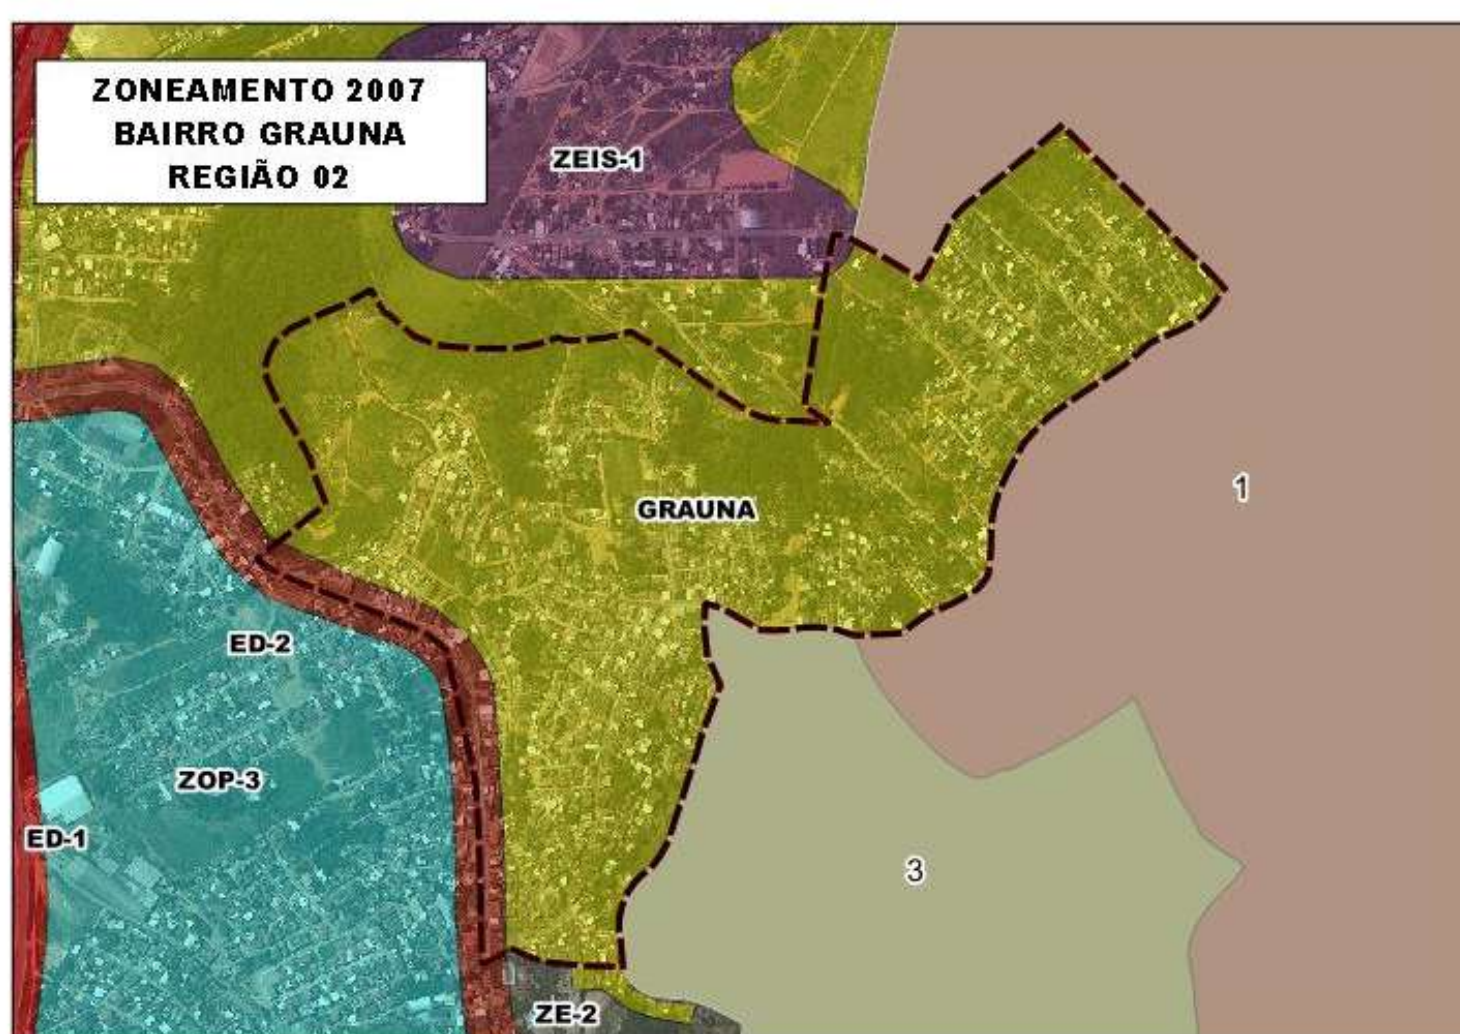 ZONEAMENTO 2007
BAIRRO GRAUNA
REGIÃO 02
ZEIS-1
1
GRAUNA
ED-2
ZOP-3
ED-1
3
ZE-2